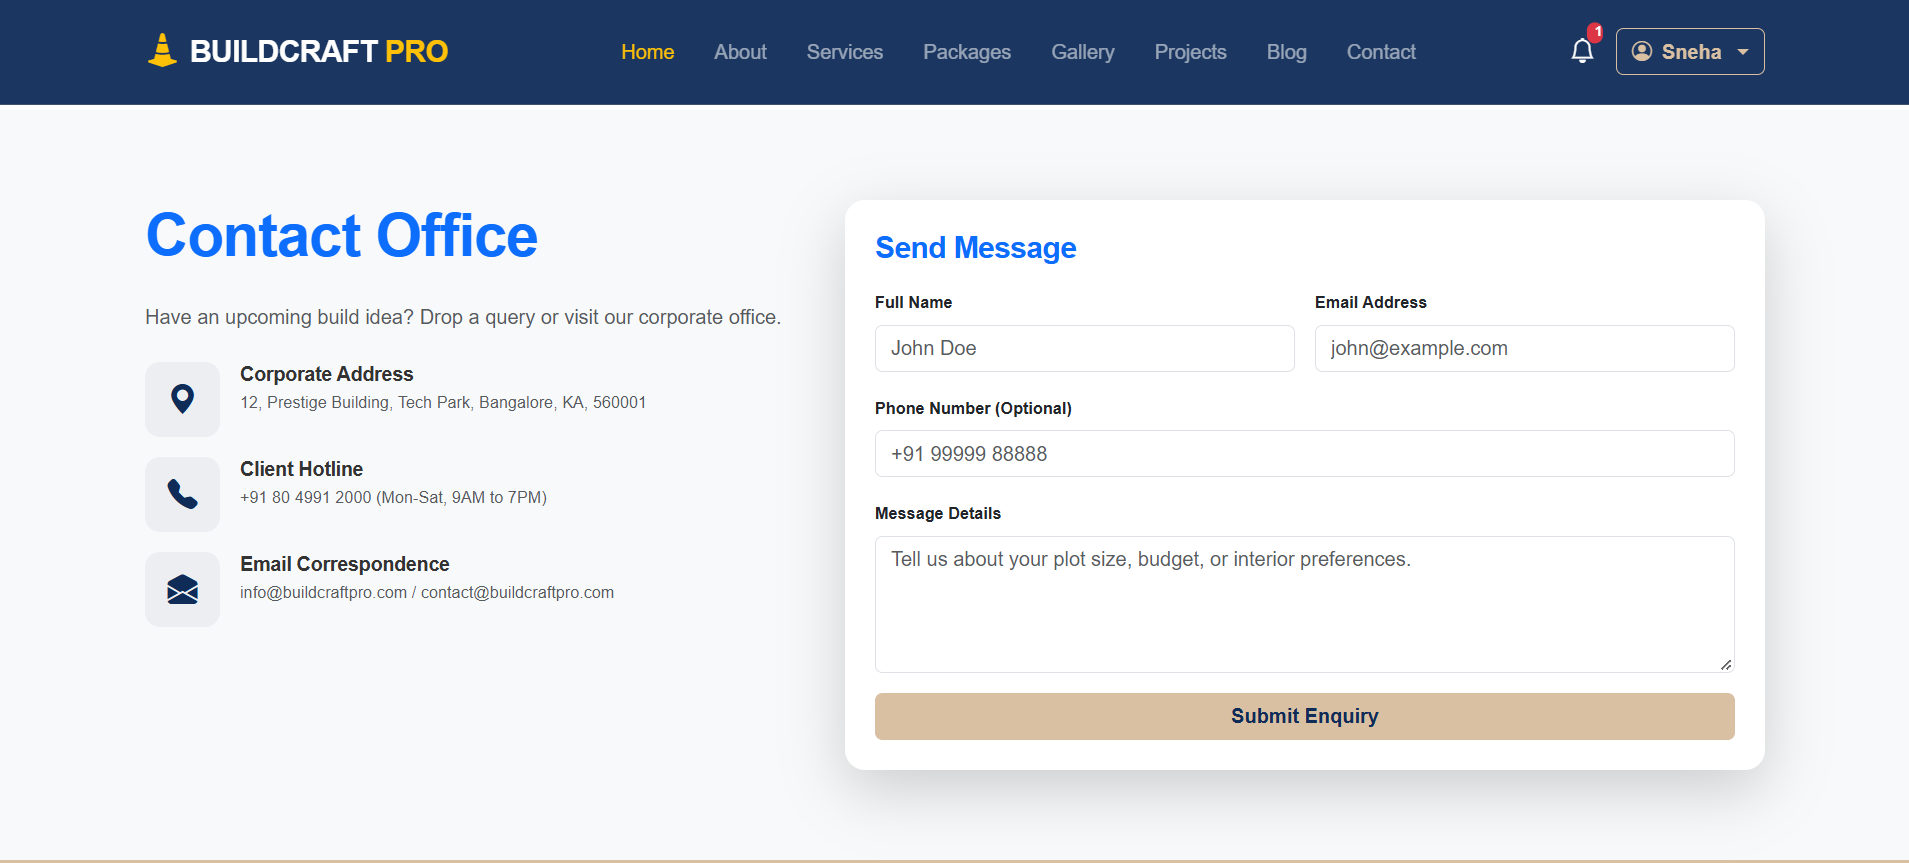 BUILDCRAFT PRO
Home About Services Packages Gallery Projects Blog Contact
1
Sneha
Contact Office
Have an upcoming build idea? Drop a query or visit our corporate office.
Corporate Address
12, Prestige Building, Tech Park, Bangalore, KA, 560001
Client Hotline
+91 80 4991 2000 (Mon-Sat, 9AM to 7PM)
Email Correspondence
info@buildcraftpro.com / contact@buildcraftpro.com
Send Message
Full Name
John Doe
Email Address
john@example.com
Phone Number (Optional)
+91 99999 88888
Message Details
Tell us about your plot size, budget, or interior preferences.
Submit Enquiry